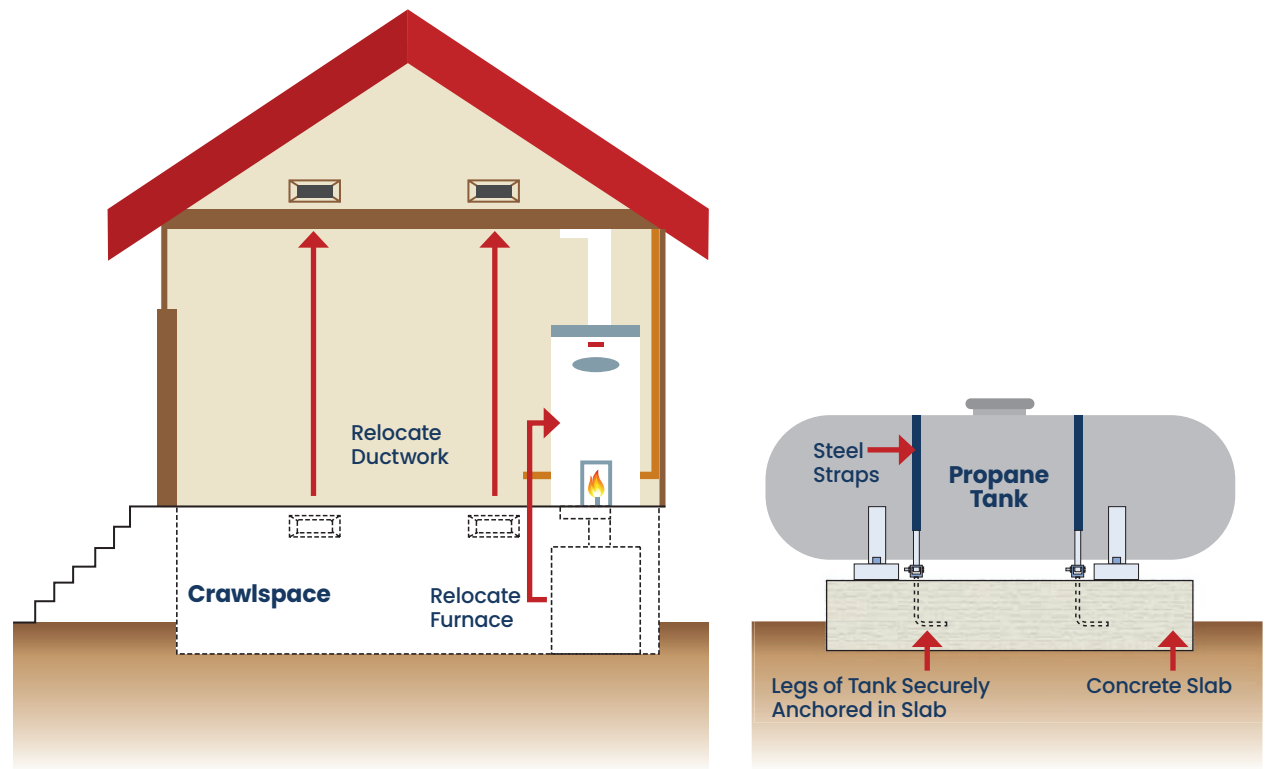 Relocate
Ductwork
Crawlspace
Relocate
Furnace
Steel
Straps
Propane
Tank
Legs of Tank Securely
Anchored in Slab
Concrete Slab